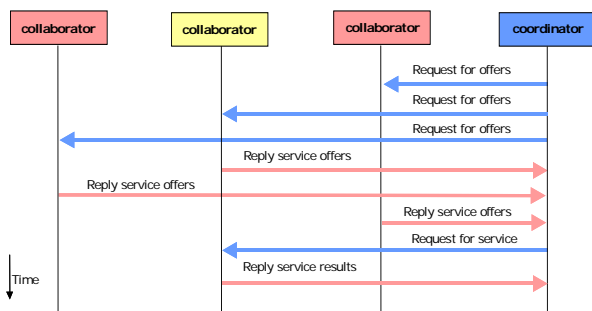 collaborator
collaborator
collaborator
coordinator
Request for offers
Request for offers
Request for offers
Reply service offers
Reply service offers
Reply service offers
Request for service
Reply service results
Time